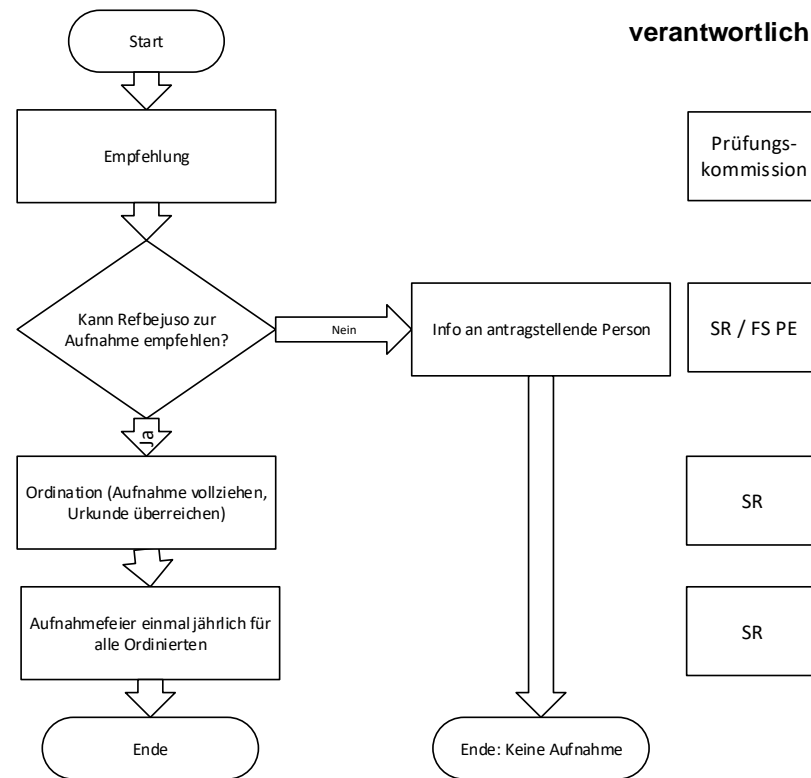 Start
verantwortlich
Empfehlung
Prüfungs-
kommission
Kann Refbejuso zur
Aufnahme empfehlen?
Nein
Info an antragstellende Person
SR / FS PE
Ja
Ordination (Aufnahme vollziehen,
Urkunde überreichen)
SR
Aufnahmefeier einmal jährlich für
alle Ordinierten
SR
Ende
Ende: Keine Aufnahme